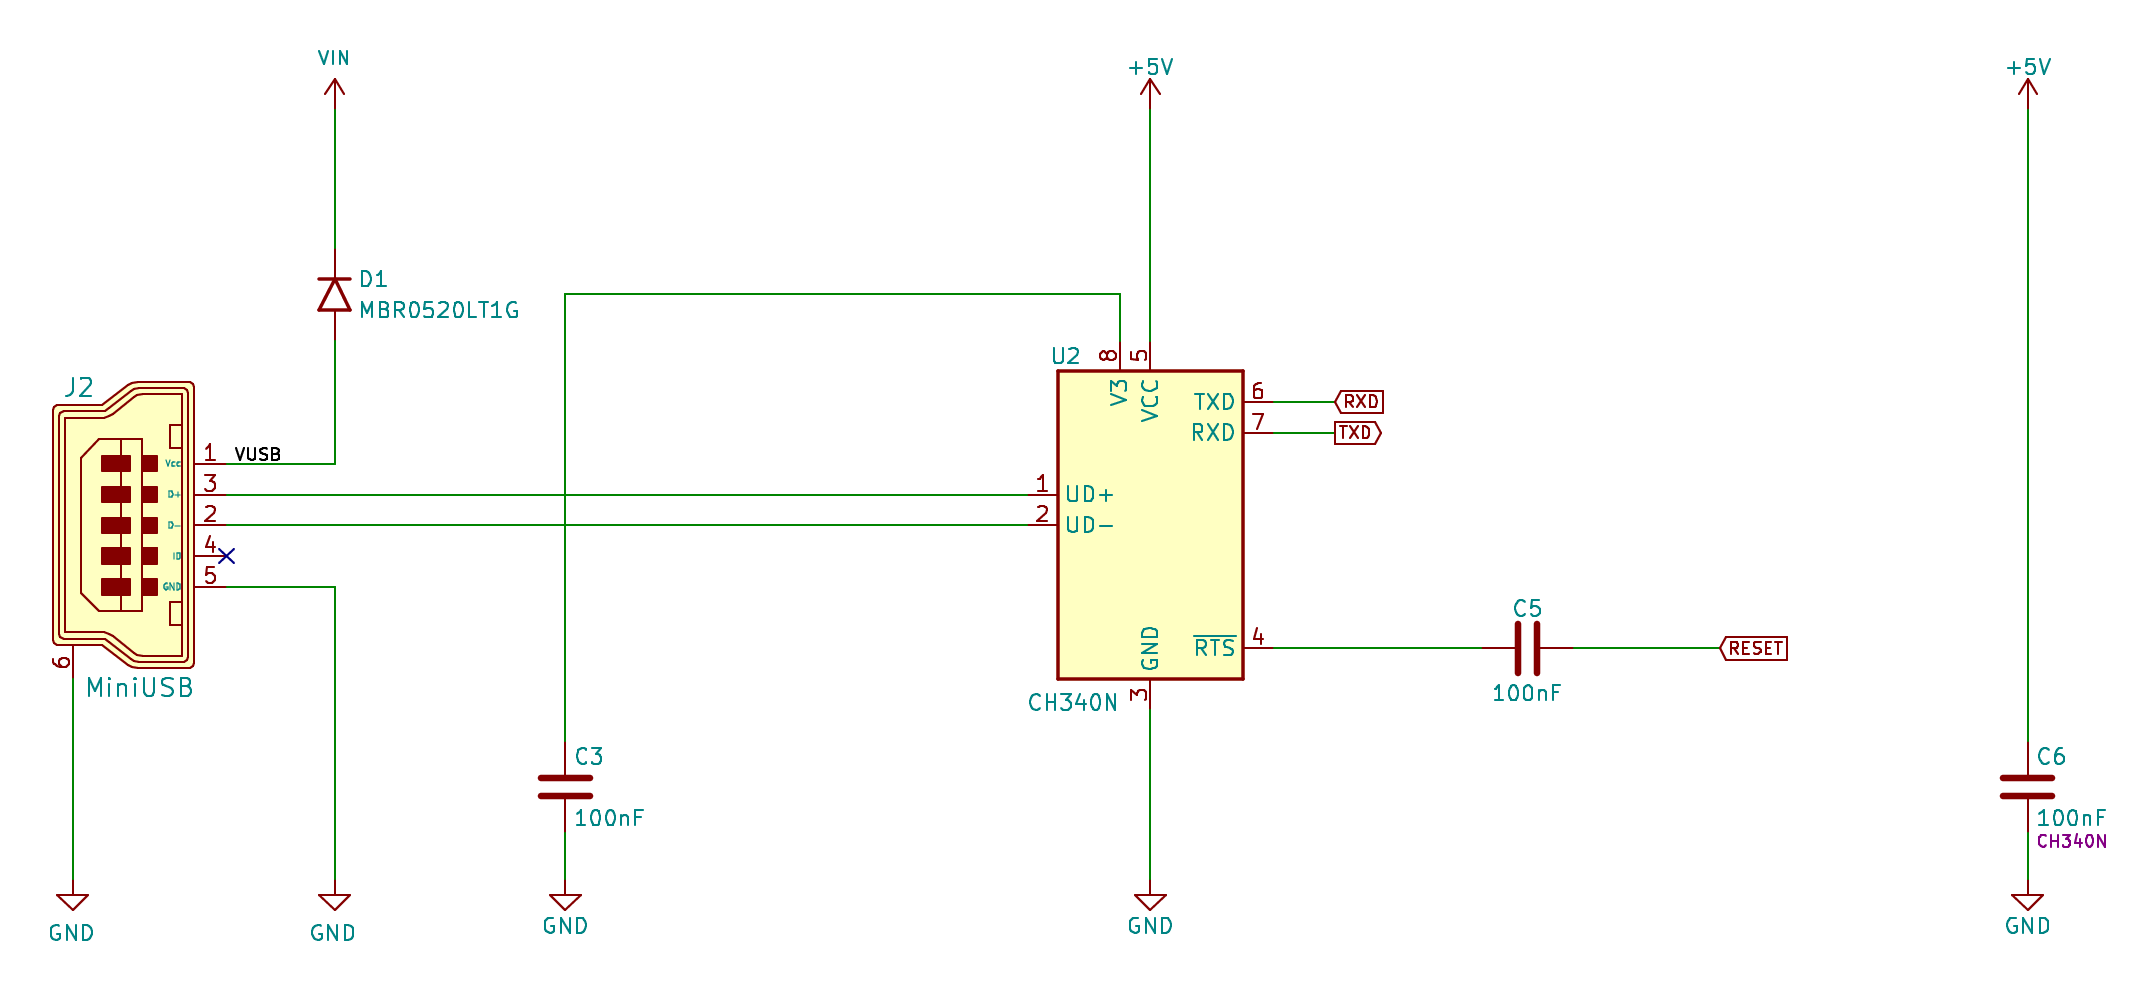 VIN
+5V
+5V
D1
MBR0520LT1G
U2
8
5
V3
VCC
J2
TXD
6
RXD
RXD
7
TXD
1
VUSB
Vcc
3
D+
1
UD+
2
D-
2
UD-
4
ID
5
GND
C5
GND
RTS
4
RESET
6
MiniUSB
100nF
CH340N
3
C3
C6
100nF
100nF
CH340N
GND
GND
GND
GND
GND